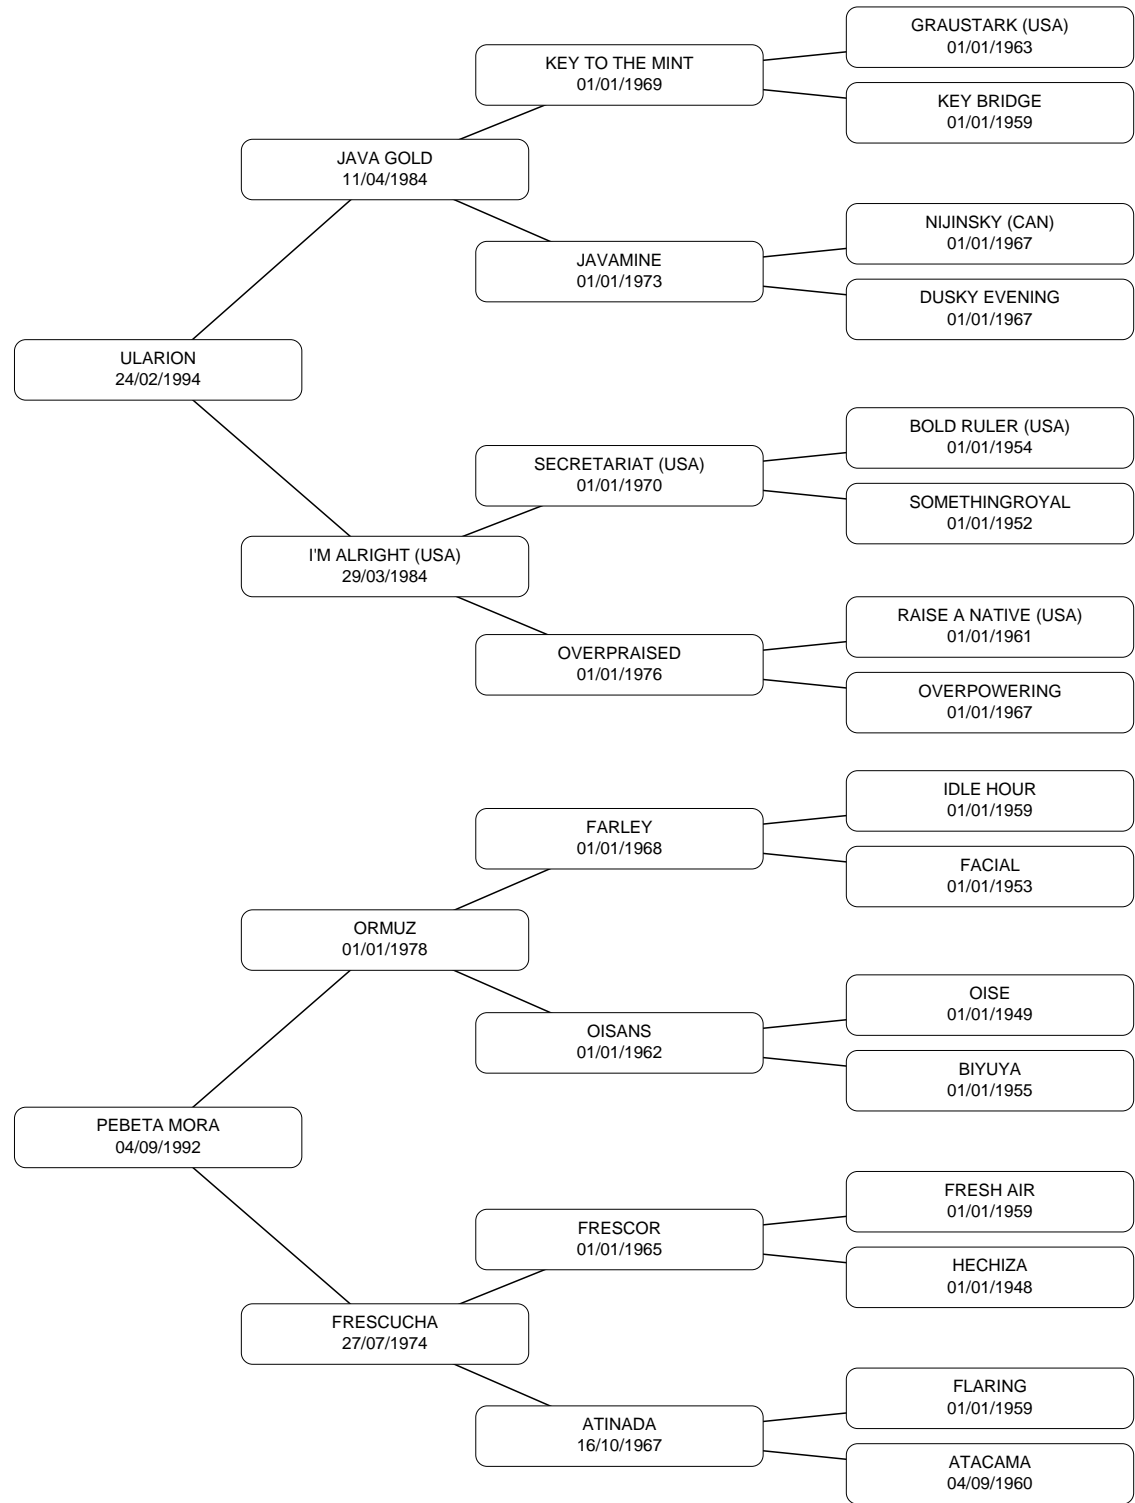 GRAUSTARK (USA)
01/01/1963
KEY TO THE MINT
01/01/1969
KEY BRIDGE
01/01/1959
JAVA GOLD
11/04/1984
NIJINSKY (CAN)
01/01/1967
JAVAMINE
01/01/1973
DUSKY EVENING
01/01/1967
ULARION
24/02/1994
BOLD RULER (USA)
01/01/1954
SECRETARIAT (USA)
01/01/1970
SOMETHINGROYAL
01/01/1952
I'M ALRIGHT (USA)
29/03/1984
RAISE A NATIVE (USA)
01/01/1961
OVERPRAISED
01/01/1976
OVERPOWERING
01/01/1967
IDLE HOUR
01/01/1959
FARLEY
01/01/1968
FACIAL
01/01/1953
ORMUZ
01/01/1978
OISE
01/01/1949
OISANS
01/01/1962
BIYUYA
01/01/1955
PEBETA MORA
04/09/1992
FRESH AIR
01/01/1959
FRESCOR
01/01/1965
HECHIZA
01/01/1948
FRESCUCHA
27/07/1974
FLARING
01/01/1959
ATINADA
16/10/1967
ATACAMA
04/09/1960